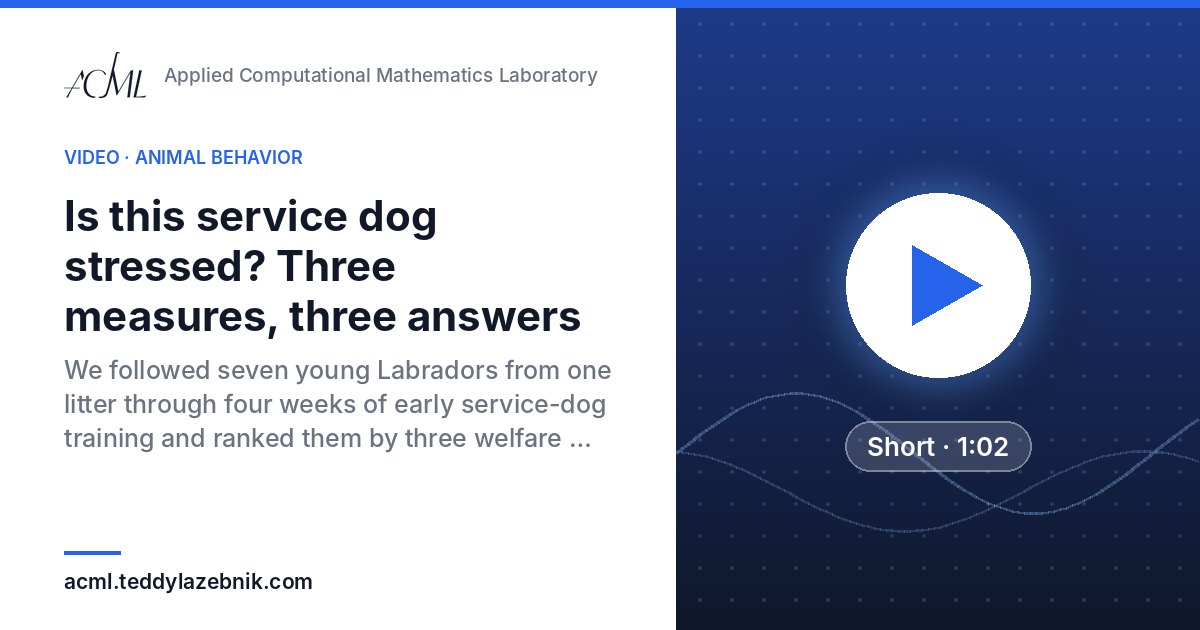 ACML
Applied Computational Mathematics Laboratory
VIDEO · ANIMAL BEHAVIOR
Is this service dog
stressed? Three
measures, three answers
We followed seven young Labradors from one
litter through four weeks of early service-dog
training and ranked them by three welfare ...
Short · 1:02
acml.teddylazebnik.com